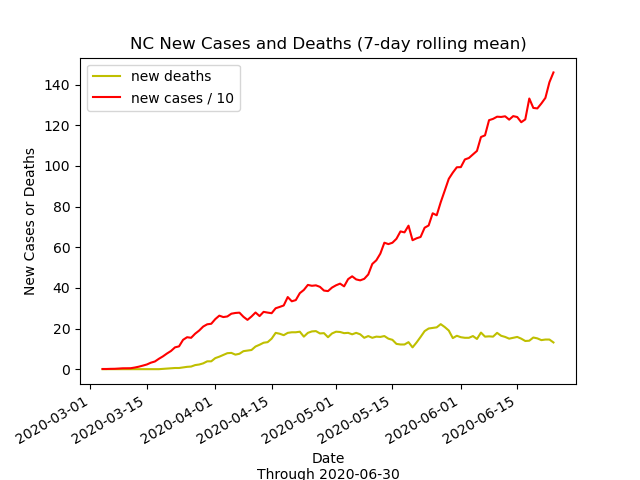 NC New Cases and Deaths (7-day rolling mean)
new deaths
new cases / 10
New Cases or Deaths
140
120
100
80
60
40
20
0
2020-03-01
2020-03-15
2020-04-01
2020-04-15
2020-05-01
2020-05-15
2020-06-01
2020-06-15
Date
Through 2020-06-30